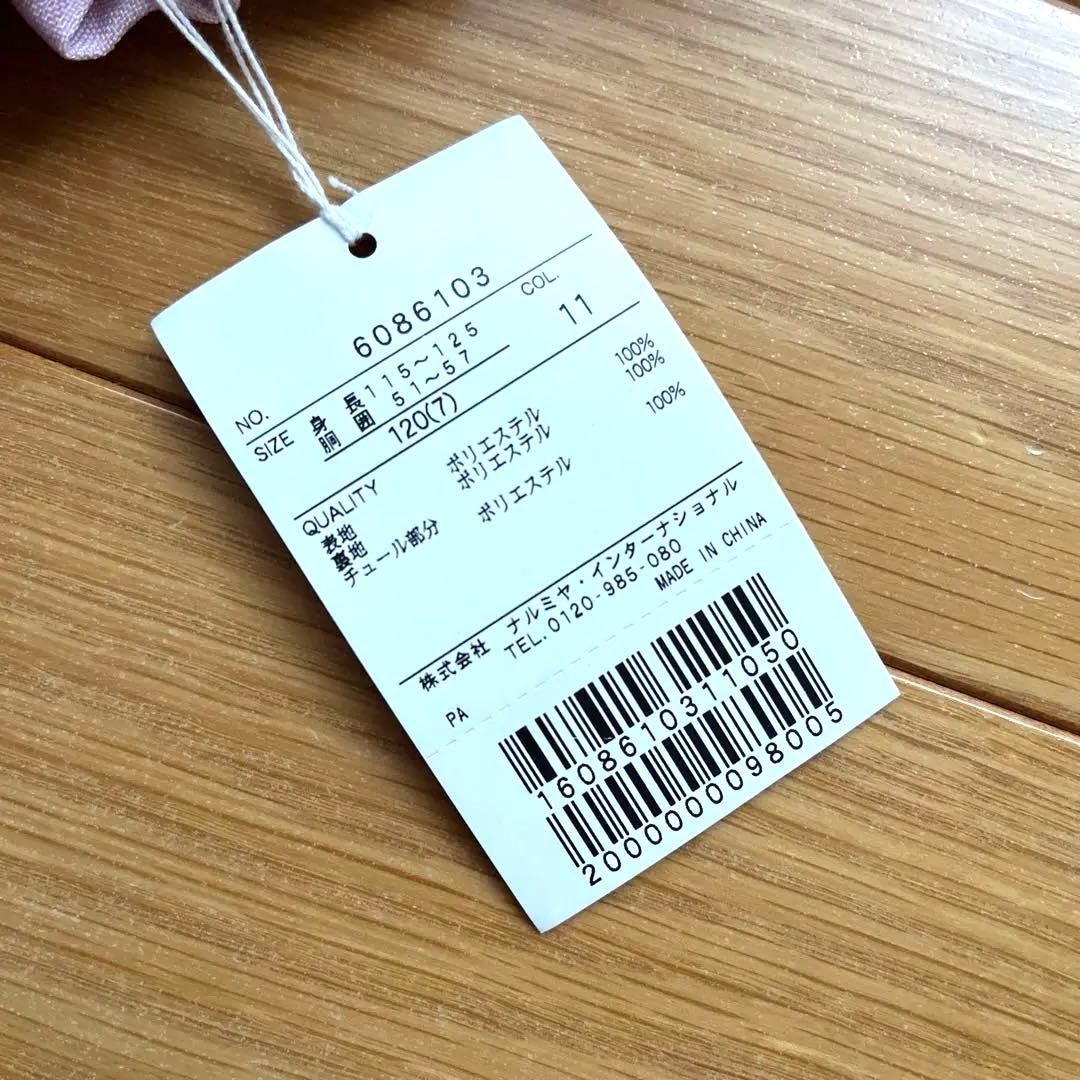 NO. 6086103
COL.
SIZE 身長115～125
胴囲 51～57
120(7)
11
QUALITY
表地 ポリエステル 100%
裏地 ポリエステル 100%
チュール部分 ポリエステル 100%
株式会社 ナルミヤ・インターナショナル
TEL.0120-985-080
MADE IN CHINA
PA
1608610311050
2000000098005